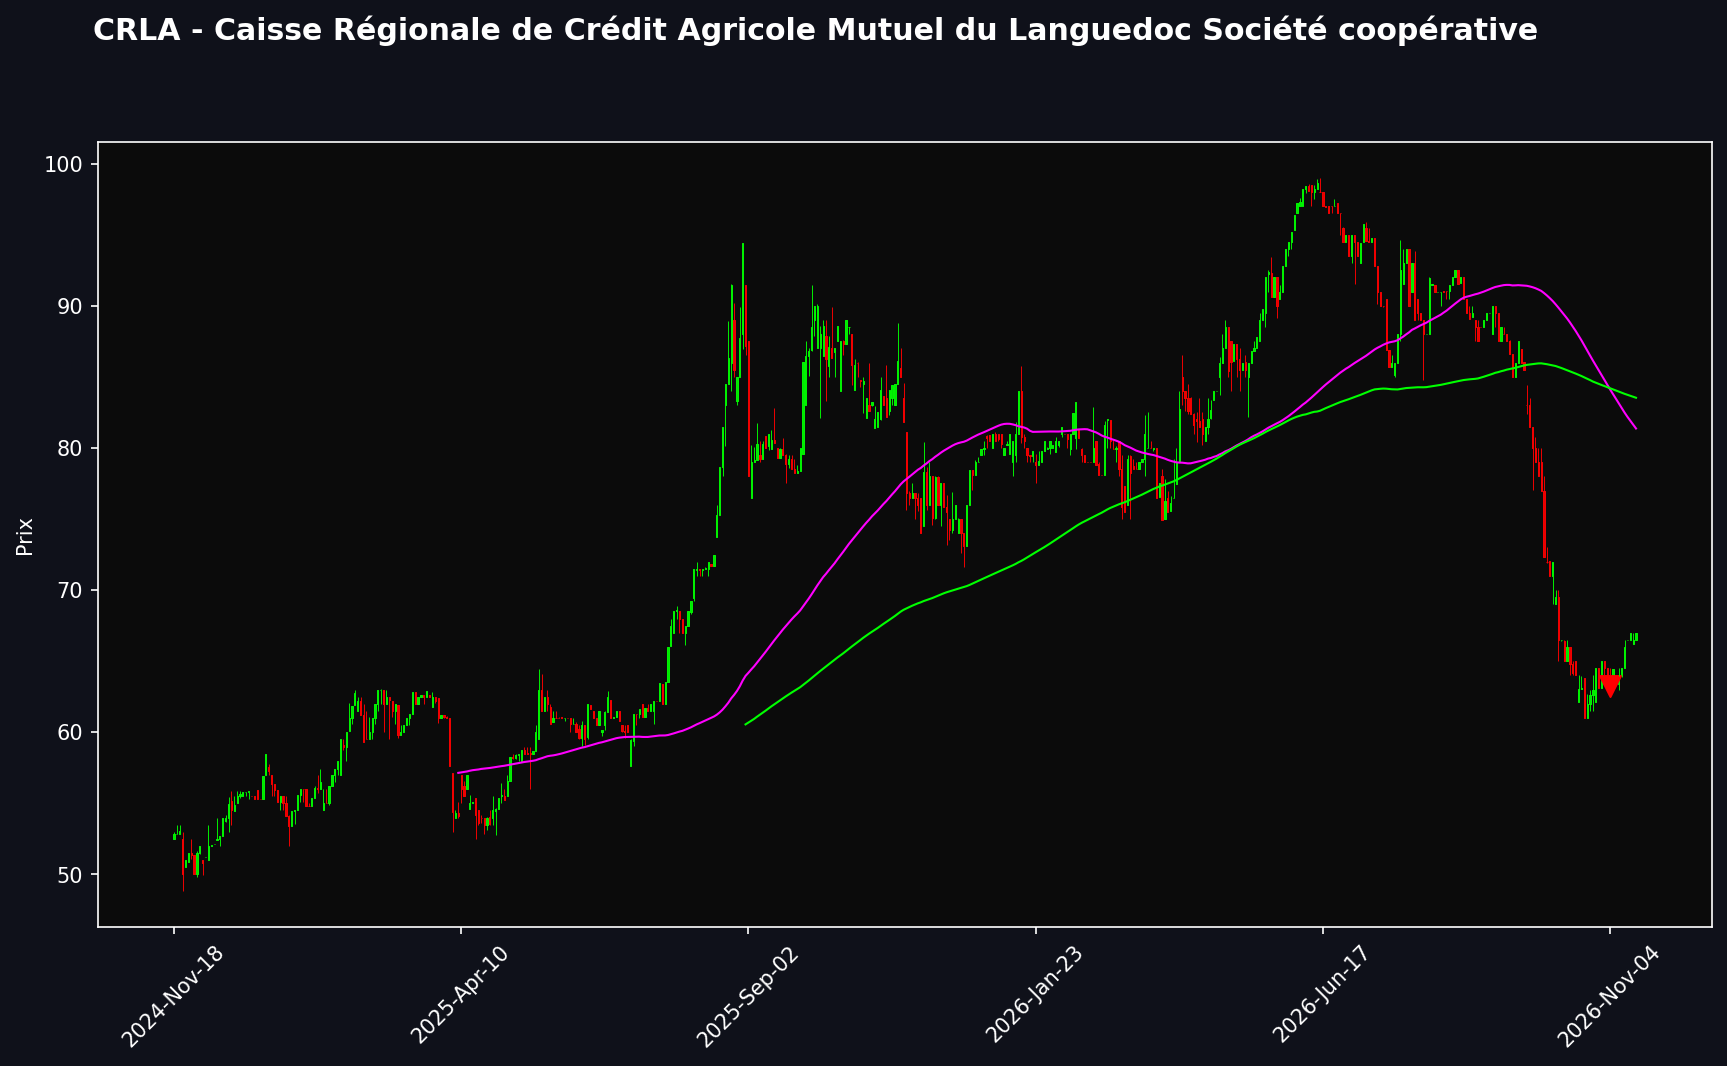 CRLA - Caisse Régionale de Crédit Agricole Mutuel du Languedoc Société coopérative
100
90
80
70
60
50
Prix
2024-Nov-18
2025-Apr-10
2025-Sep-02
2026-Jan-23
2026-Jun-17
2026-Nov-04